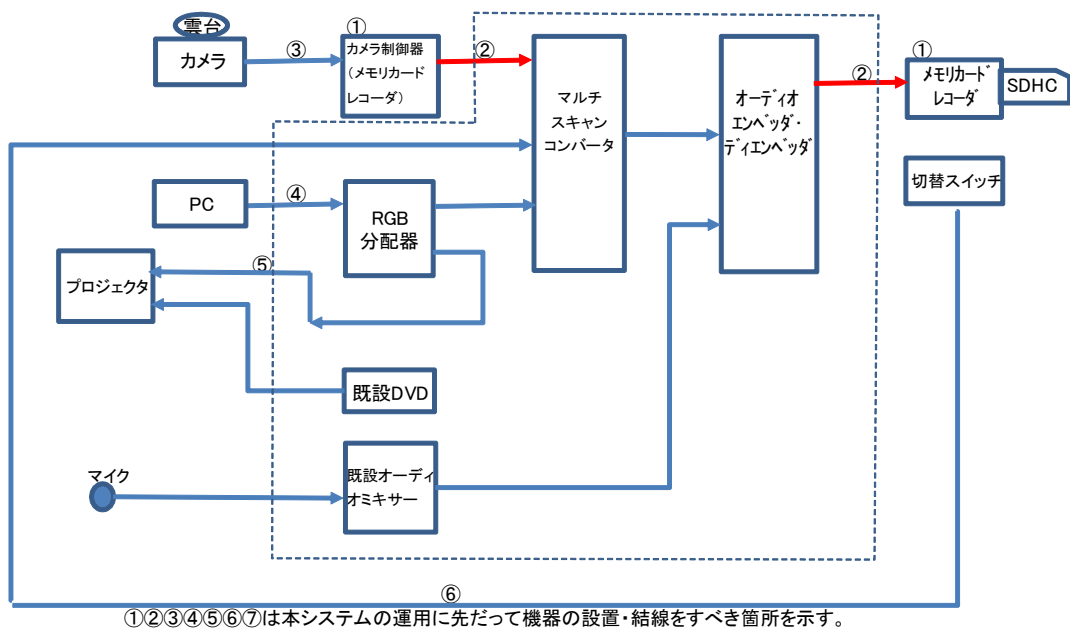 雲台
カメラ
③
①
カメラ制御器
(メモリカード
レコーダ)
②
マルチ
スキャン
コンバータ
オーディオ
エンベッダ・
ディエンベッダ
②
①
メモリカード
レコーダ
SDHC
切替スイッチ
PC
④
RGB
分配器
⑤
プロジェクタ
既設DVD
マイク
既設オーディ
オミキサー
⑥
①②③④⑤⑥⑦は本システムの運用に先だって機器の設置・結線をすべき箇所を示す。